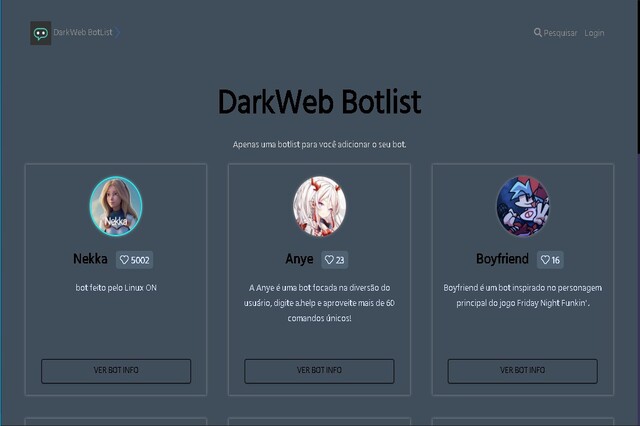 DarkWeb BotList
Pesquisar Login
DarkWeb Botlist
Apenas uma botlist para você adicionar o seu bot.
Nekka
Nekka 5002
bot feito pelo Linux ON
VER BOT INFO
Anye 23
A Anye é uma bot focada na diversão do
usuário, digite a.help e aproveite mais de 60
comandos únicos!
VER BOT INFO
Boyfriend 16
Boyfriend é um bot inspirado no personagem
principal do jogo Friday Night Funkin'.
VER BOT INFO